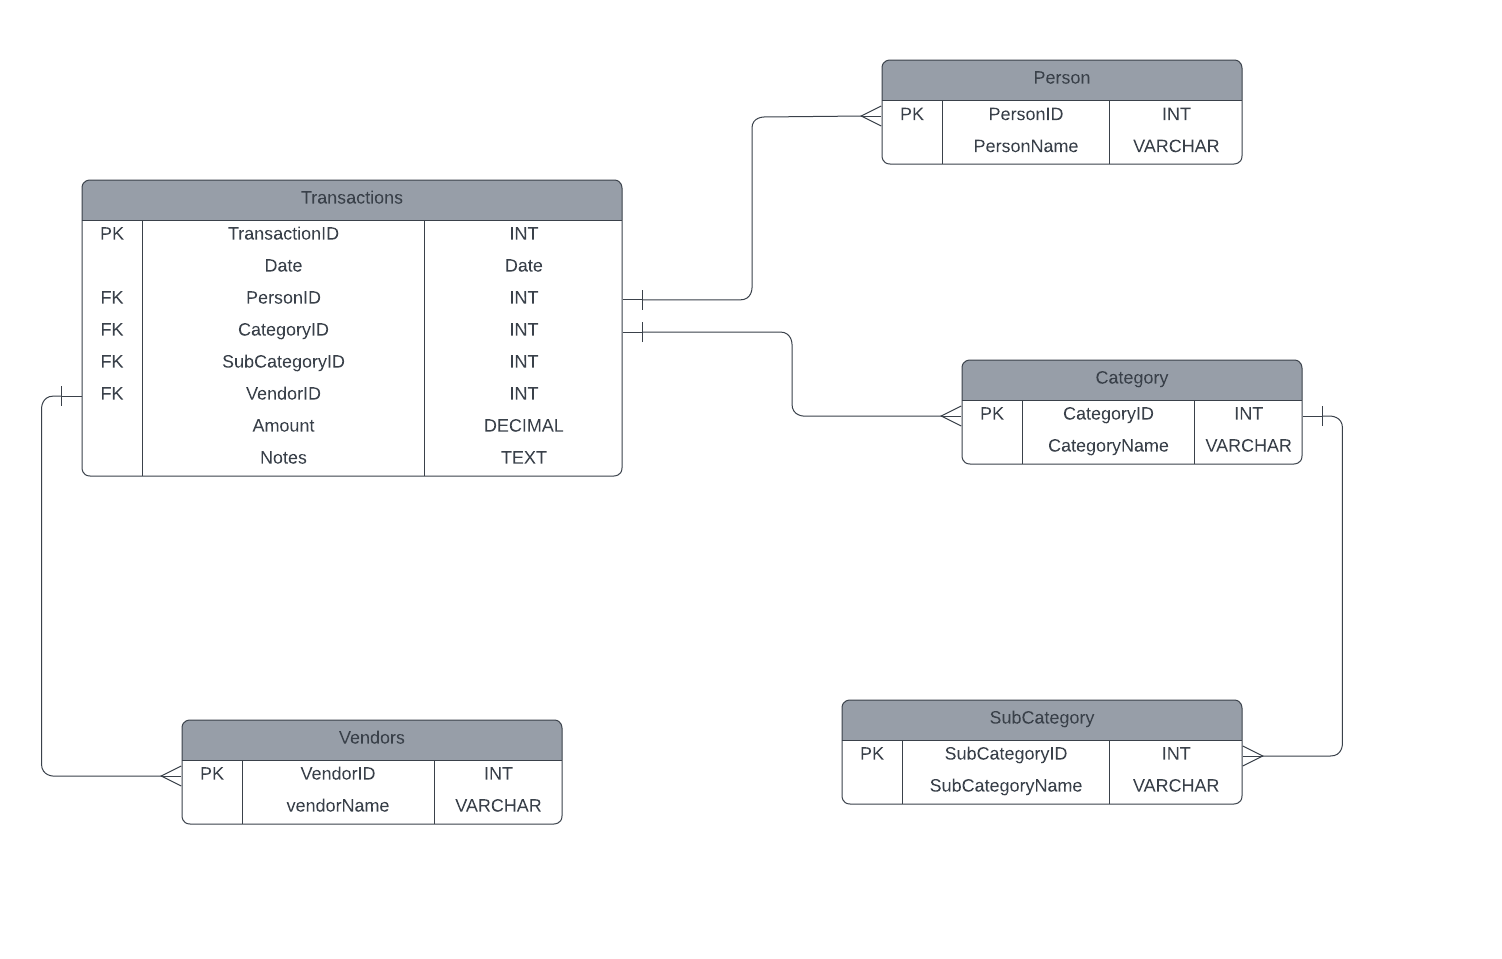 Person
PK PersonID INT
PersonName VARCHAR
Transactions
PK TransactionID INT
Date Date
FK PersonID INT
FK CategoryID INT
FK SubCategoryID INT
FK VendorID INT
Amount DECIMAL
Notes TEXT
Category
PK CategoryID INT
CategoryName VARCHAR
Vendors
PK VendorID INT
vendorName VARCHAR
SubCategory
PK SubCategoryID INT
SubCategoryName VARCHAR